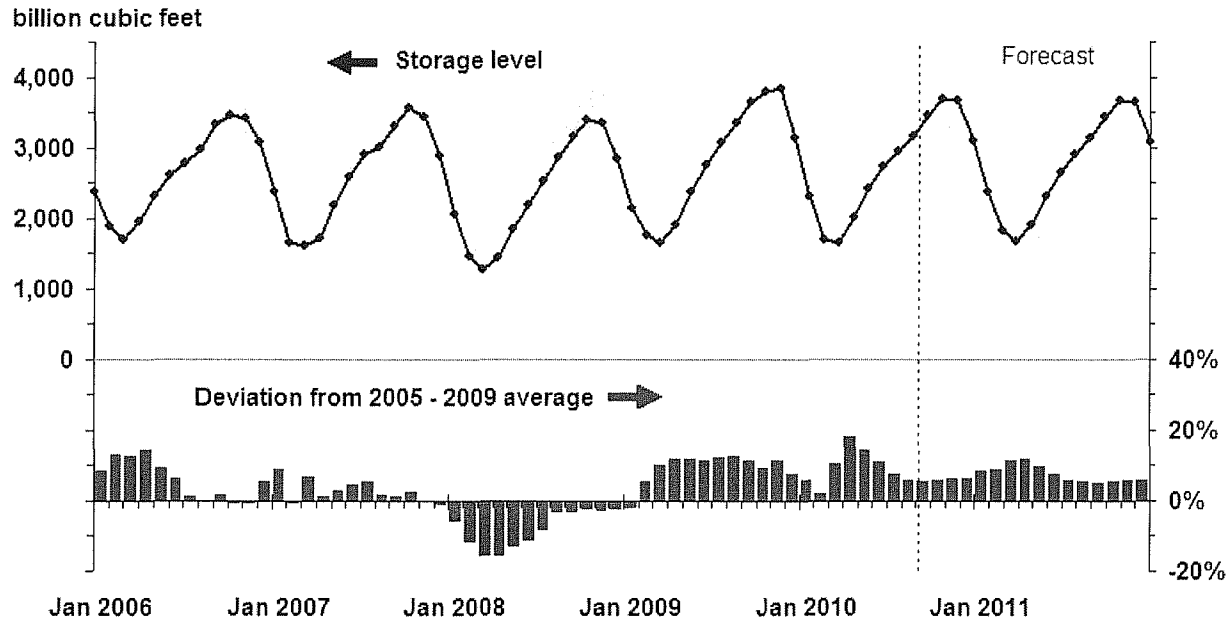 billion cubic feet
Storage level
Forecast
4,000
3,000
2,000
1,000
0
40%
Deviation from 2005 - 2009 average
20%
0%
-20%
Jan 2006 Jan 2007 Jan 2008 Jan 2009 Jan 2010 Jan 2011